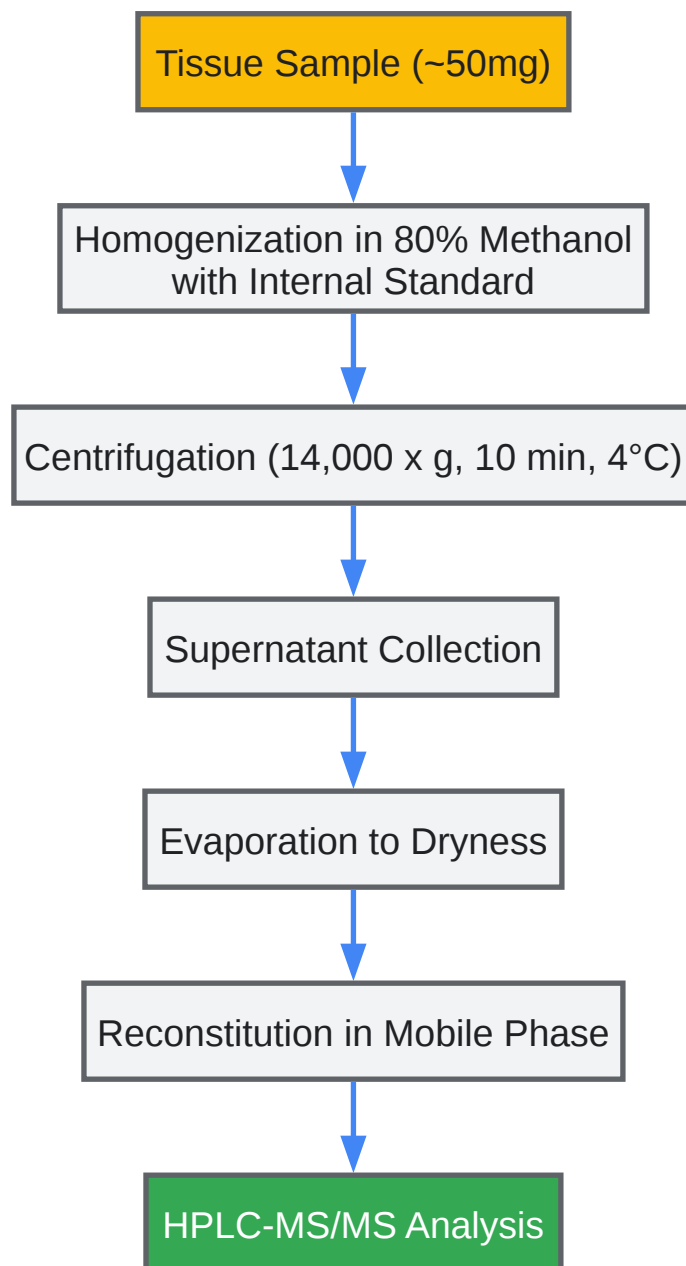 Tissue Sample (~50mg)
Homogenization in 80% Methanol
with Internal Standard
Centrifugation (14,000 x g, 10 min, 4°C)
Supernatant Collection
Evaporation to Dryness
Reconstitution in Mobile Phase
HPLC-MS/MS Analysis